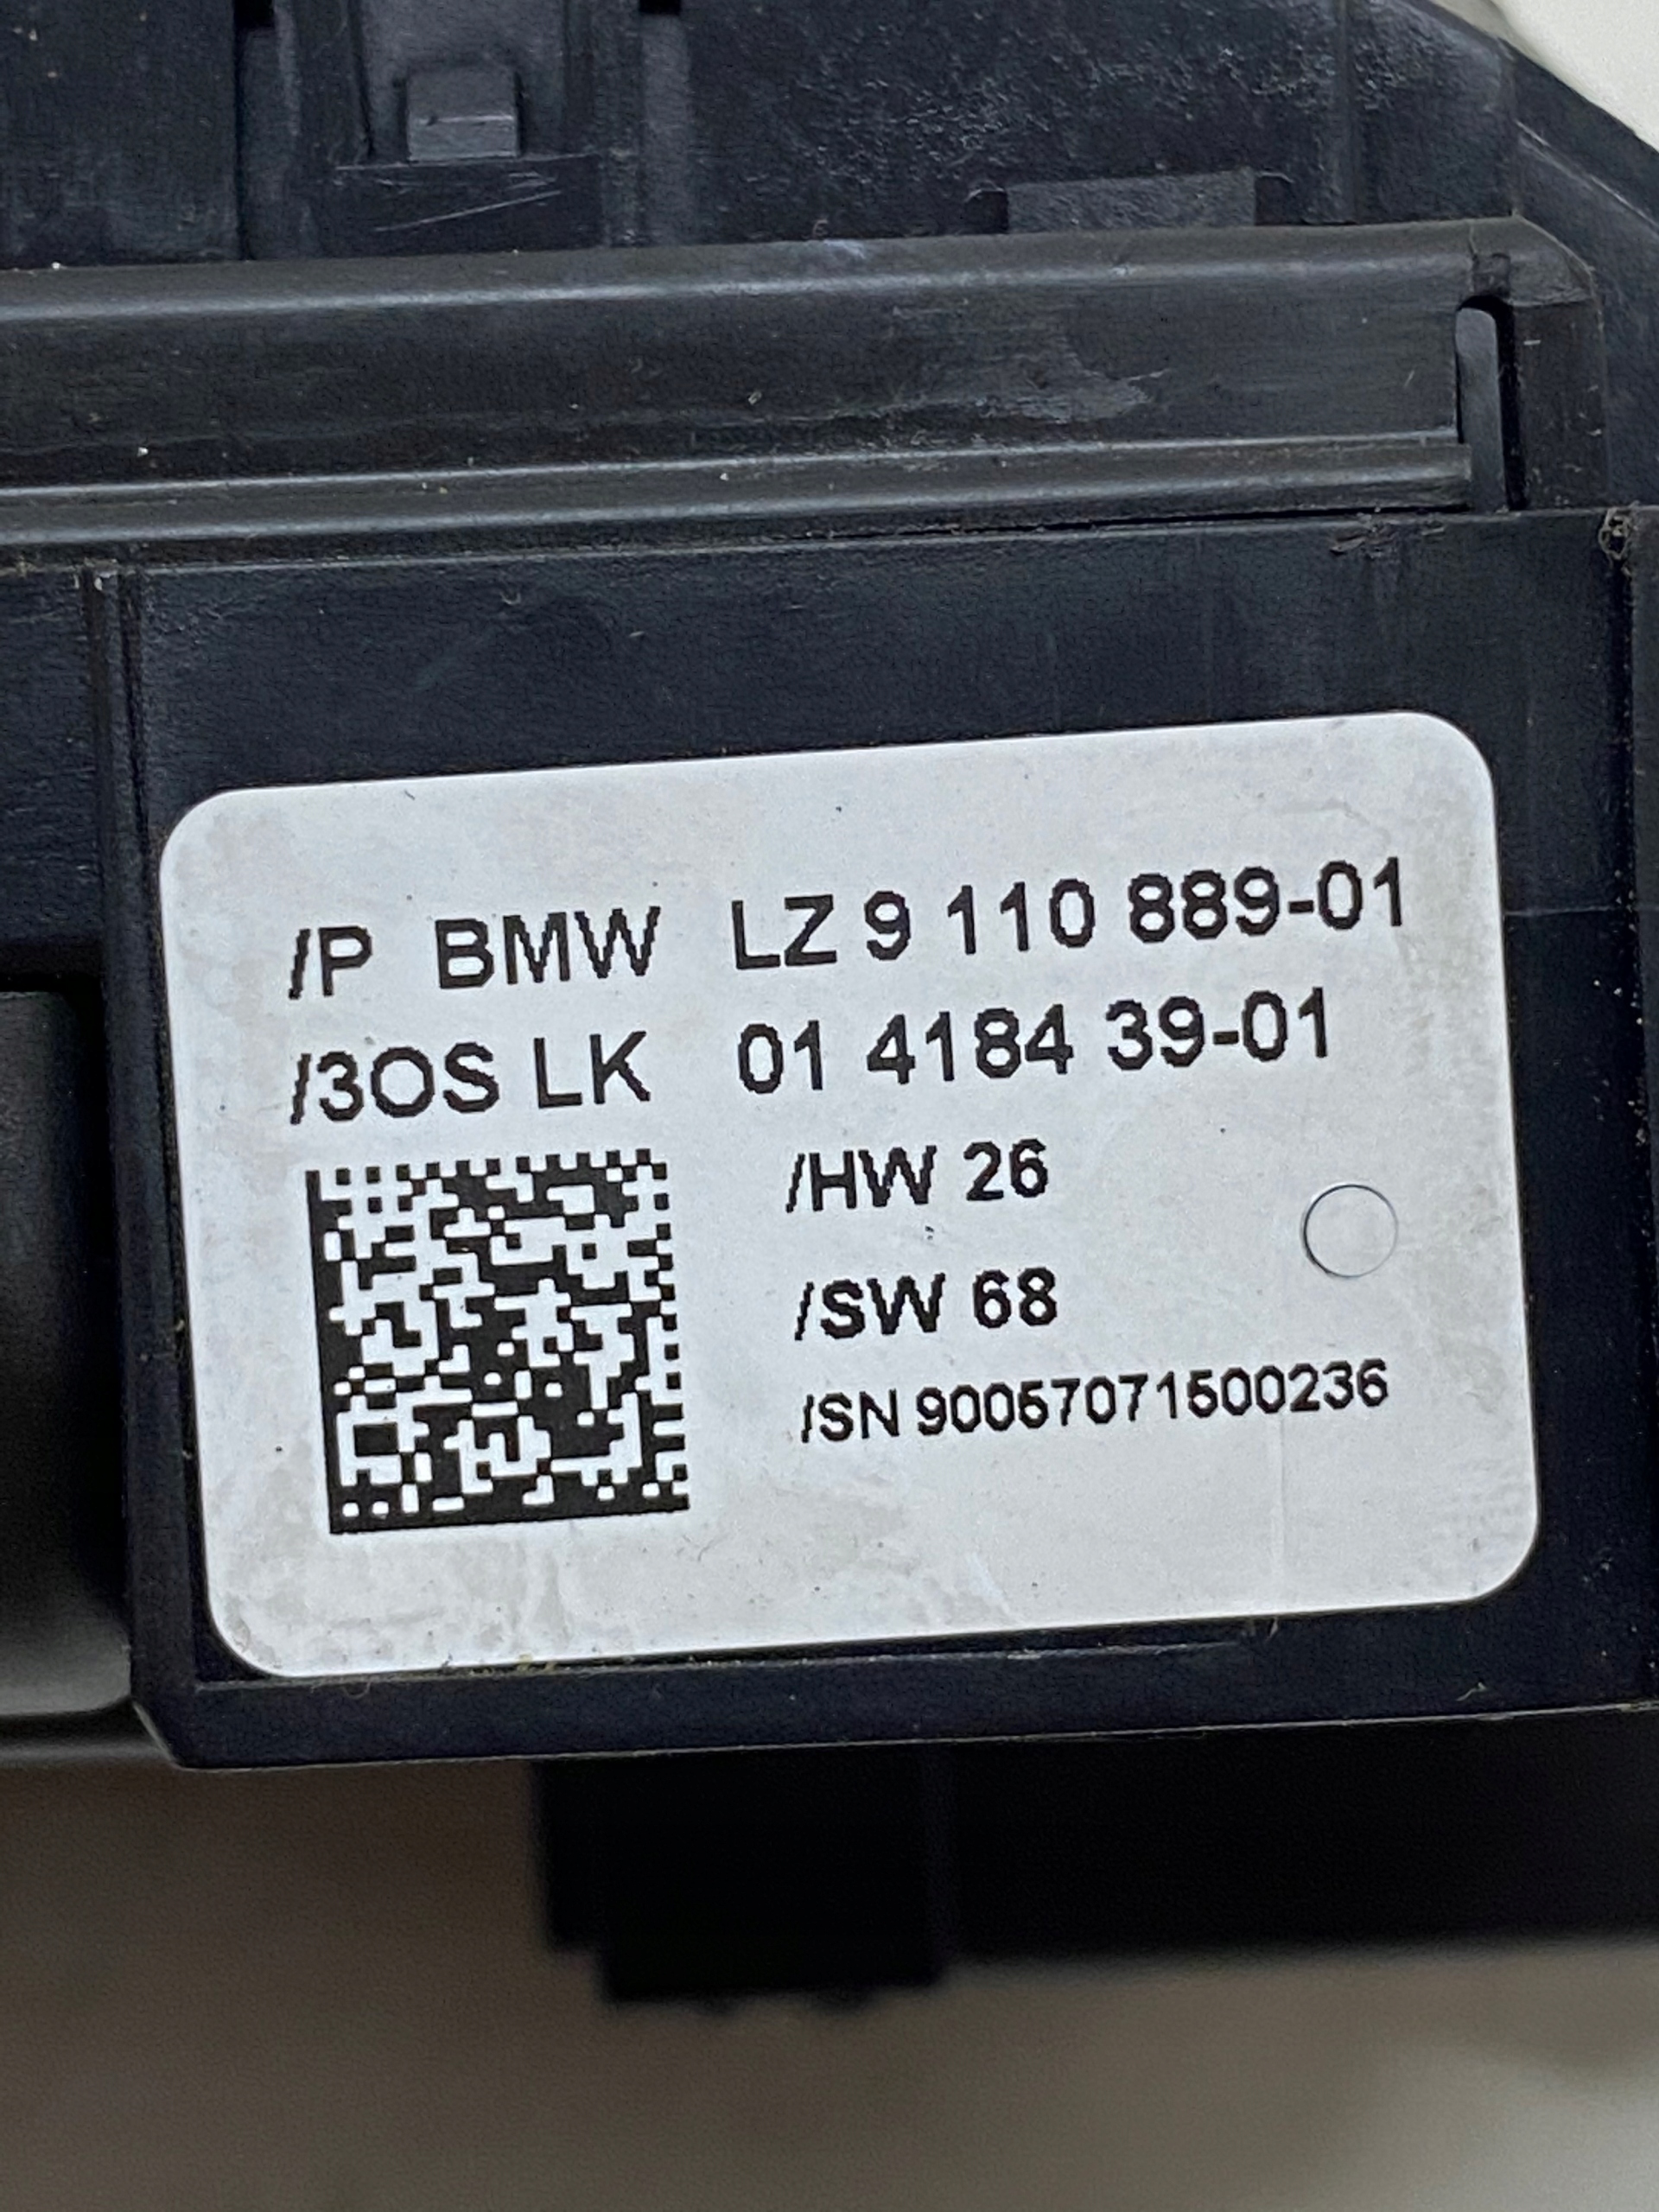 /P BMW LZ 9 110 889-01
/3OS LK 01 4184 39-01
/HW 26
/SW 68
/SN 90057071500236